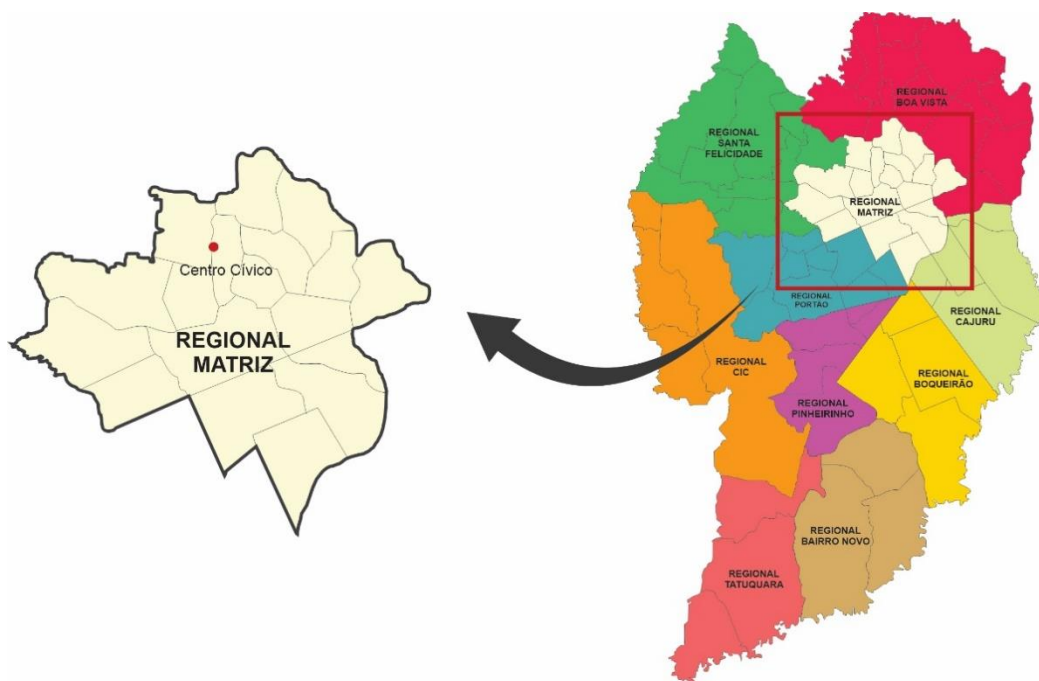 Centro Cívico
REGIONAL
MATRIZ
REGIONAL
BOA VISTA
REGIONAL
SANTA
FELICIDADE
REGIONAL
MATRIZ
REGIONAL
PORTÃO
REGIONAL
CAJURU
REGIONAL
CIC
REGIONAL
BOQUEIRÃO
REGIONAL
PINHEIRINHO
REGIONAL
BAIRRO NOVO
REGIONAL
TATUQUARA